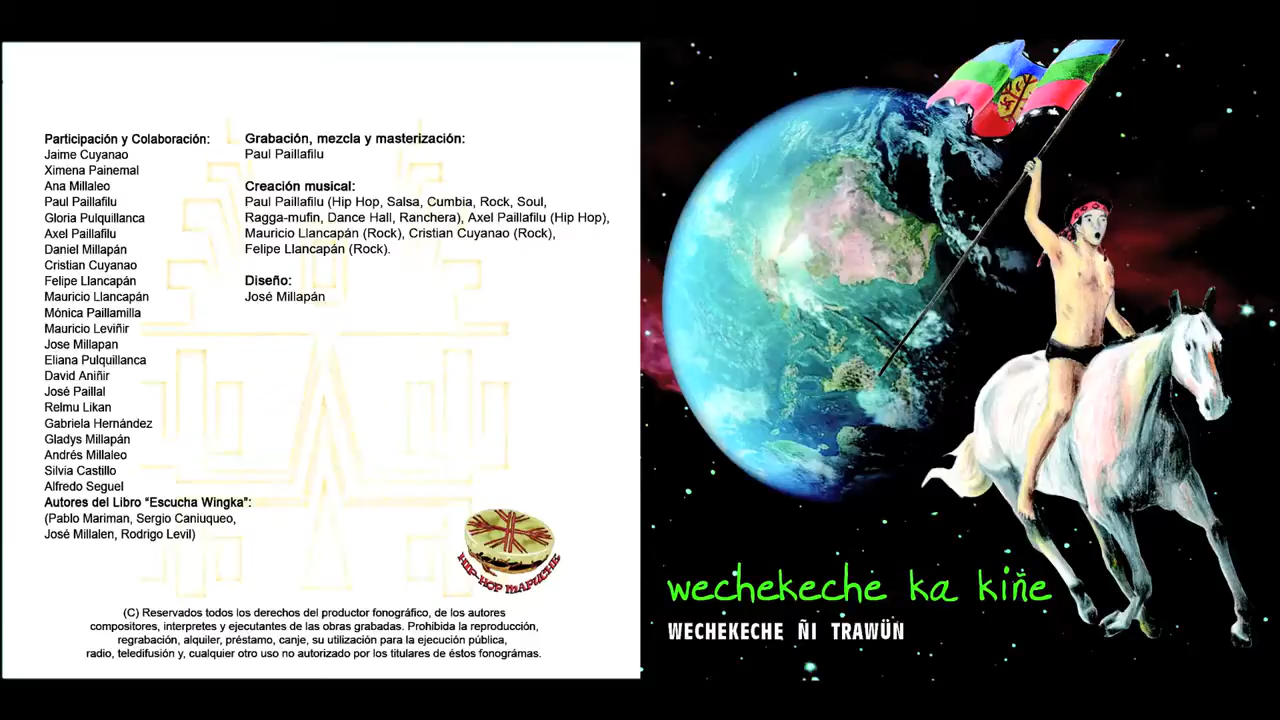 Participación y Colaboración:
Jaime Cuyanao
Ximena Painemal
Ana Millaleo
Paul Paillafilu
Gloria Pulquillanca
Axel Paillafilu
Daniel Millapán
Cristian Cuyanao
Felipe Llancapán
Mauricio Llancapán
Mónica Paillamilla
Mauricio Leviñir
Jose Millapan
Eliana Pulquillanca
David Aniñir
José Paillal
Relmu Likan
Gabriela Hernández
Gladys Millapán
Andrés Millaleo
Silvia Castillo
Alfredo Seguel
Autores del Libro “Escucha Wingka”:
(Pablo Mariman, Sergio Caniuqueo,
José Millalen, Rodrigo Levil)
Grabación, mezcla y masterización:
Paul Paillafilu
Creación musical:
Paul Paillafilu (Hip Hop, Salsa, Cumbia, Rock, Soul,
Ragga-mufin, Dance Hall, Ranchera), Axel Paillafilu (Hip Hop),
Mauricio Llancapán (Rock), Cristian Cuyanao (Rock),
Felipe Llancapán (Rock).
Diseño:
José Millapán
HIP-HOP MAPUCHE
(C) Reservados todos los derechos del productor fonográfico, de los autores
compositores, interpretes y ejecutantes de las obras grabadas. Prohibida la reproducción,
regrabación, alquiler, préstamo, canje, su utilización para la ejecución pública,
radio, teledifusión y, cualquier otro uso no autorizado por los titulares de éstos fonográmas.
wechekeche ka kiñe
WECHEKECHE ÑI TRAWÜN